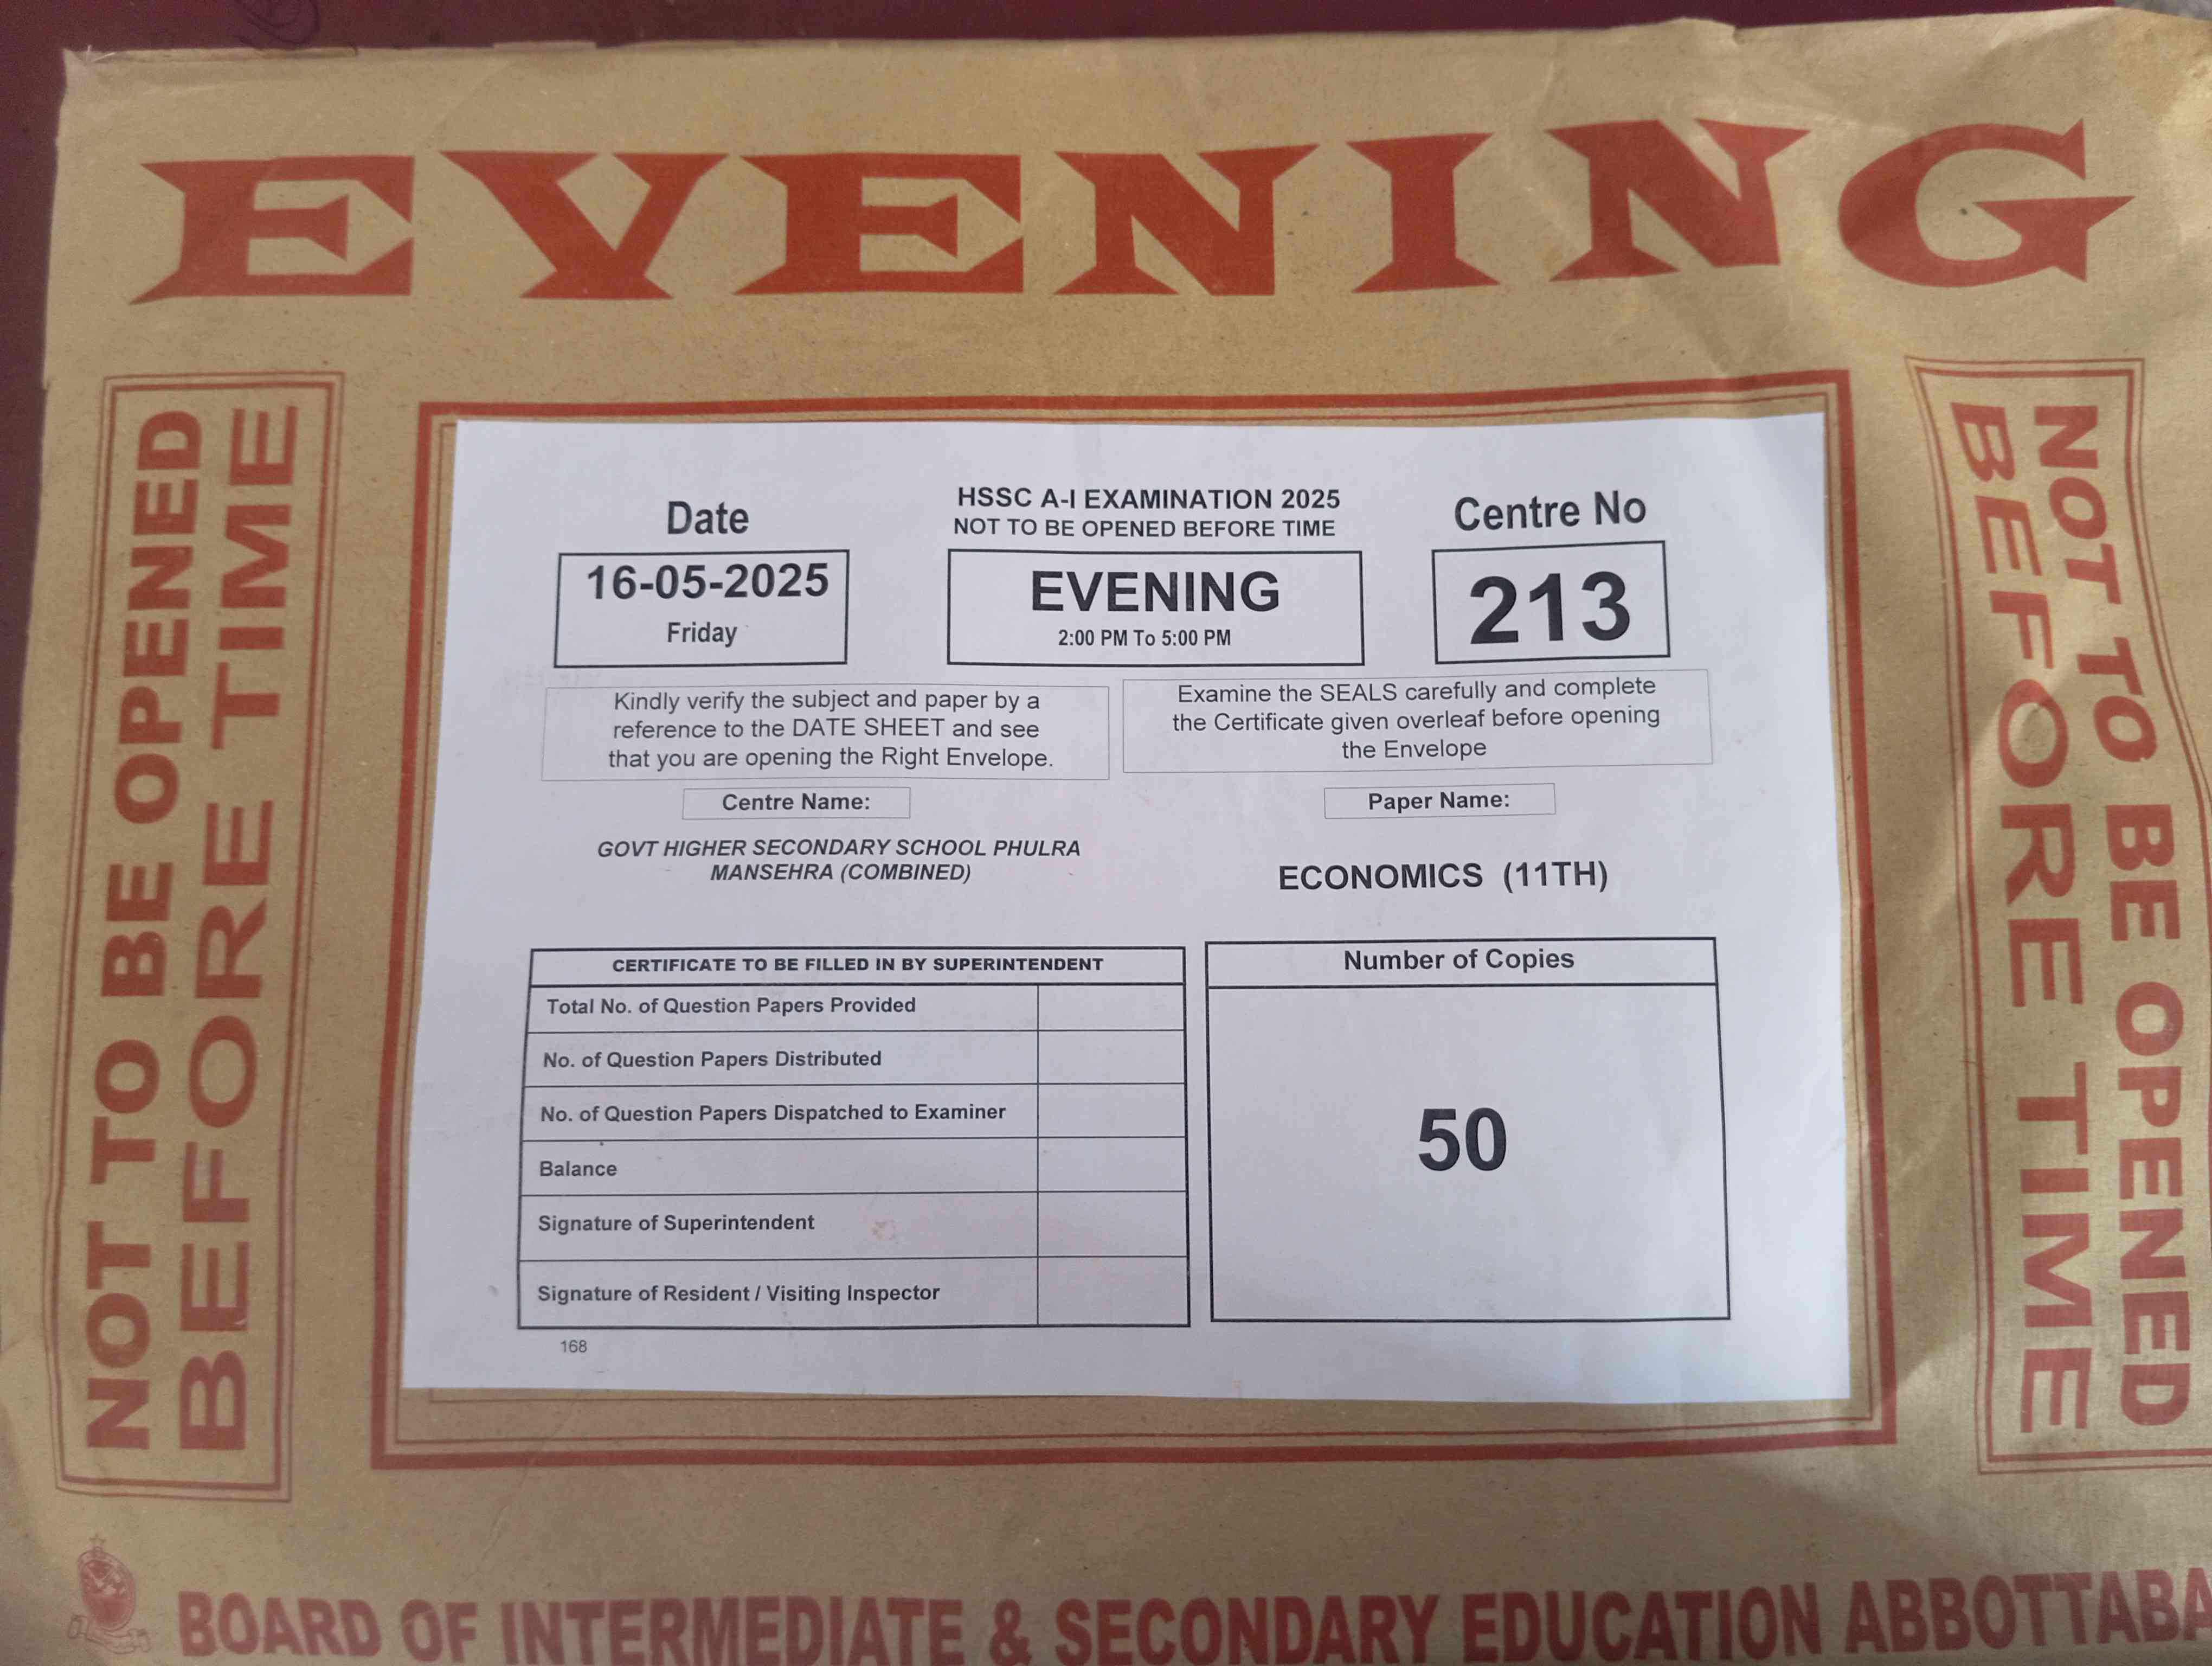 EVENING
NOT TO BE OPENED
BEFORE TIME
Date
16-05-2025
Friday
HSSC A-I EXAMINATION 2025
NOT TO BE OPENED BEFORE TIME
EVENING
2:00 PM To 5:00 PM
Centre No
213
Kindly verify the subject and paper by a
reference to the DATE SHEET and see
that you are opening the Right Envelope.
Examine the SEALS carefully and complete
the Certificate given overleaf before opening
the Envelope
Centre Name:
GOVT HIGHER SECONDARY SCHOOL PHULRA
MANSEHRA (COMBINED)
Paper Name:
ECONOMICS (11TH)
CERTIFICATE TO BE FILLED IN BY SUPERINTENDENT
Total No. of Question Papers Provided
No. of Question Papers Distributed
No. of Question Papers Dispatched to Examiner
Balance
Signature of Superintendent
Signature of Resident / Visiting Inspector
168
Number of Copies
50
NOT TO BE OPENED
BEFORE TIME
BOARD OF INTERMEDIATE & SECONDARY EDUCATION ABBOTTABA